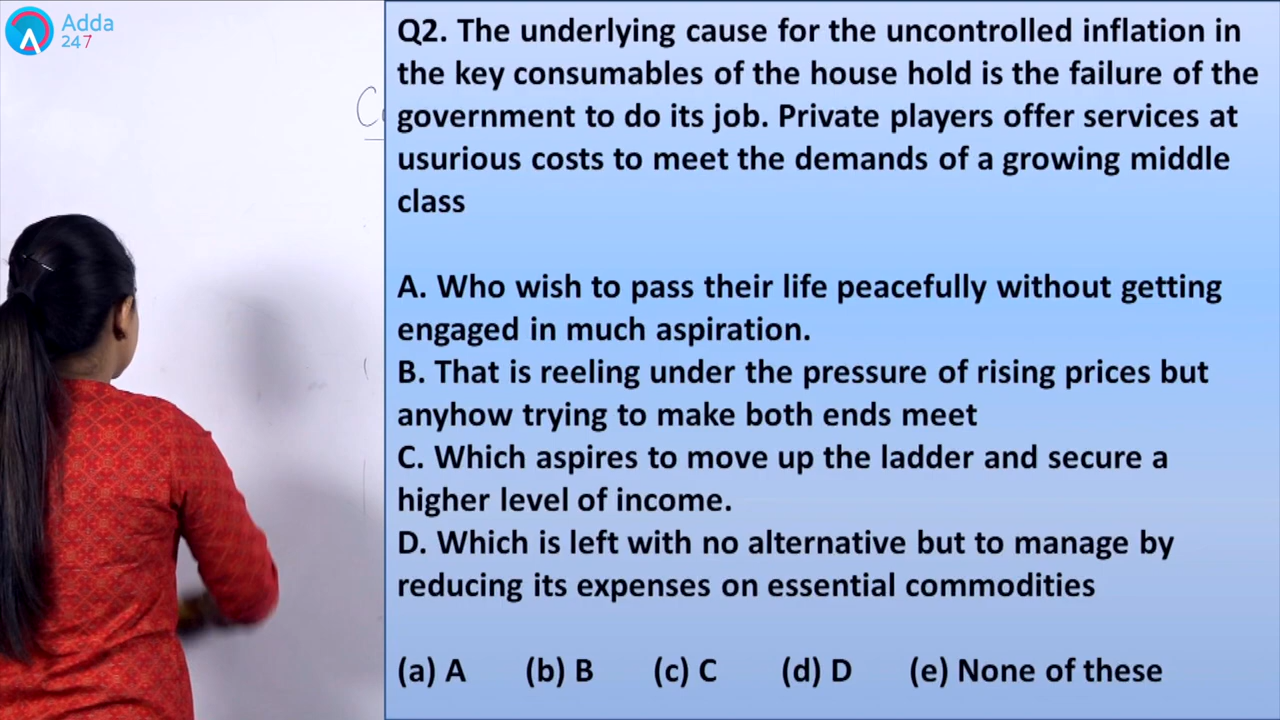 Adda
247
Q2. The underlying cause for the uncontrolled inflation in
the key consumables of the house hold is the failure of the
government to do its job. Private players offer services at
usurious costs to meet the demands of a growing middle
class
A. Who wish to pass their life peacefully without getting
engaged in much aspiration.
B. That is reeling under the pressure of rising prices but
anyhow trying to make both ends meet
C. Which aspires to move up the ladder and secure a
higher level of income.
D. Which is left with no alternative but to manage by
reducing its expenses on essential commodities
(a) A (b) B (c) C (d) D (e) None of these